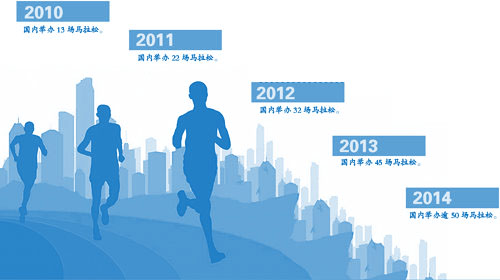 2010
国内举办 13 场马拉松。
2011
国内举办 22 场马拉松。
2012
国内举办 32 场马拉松。
2013
国内举办 45 场马拉松。
2014
国内举办逾 50 场马拉松。